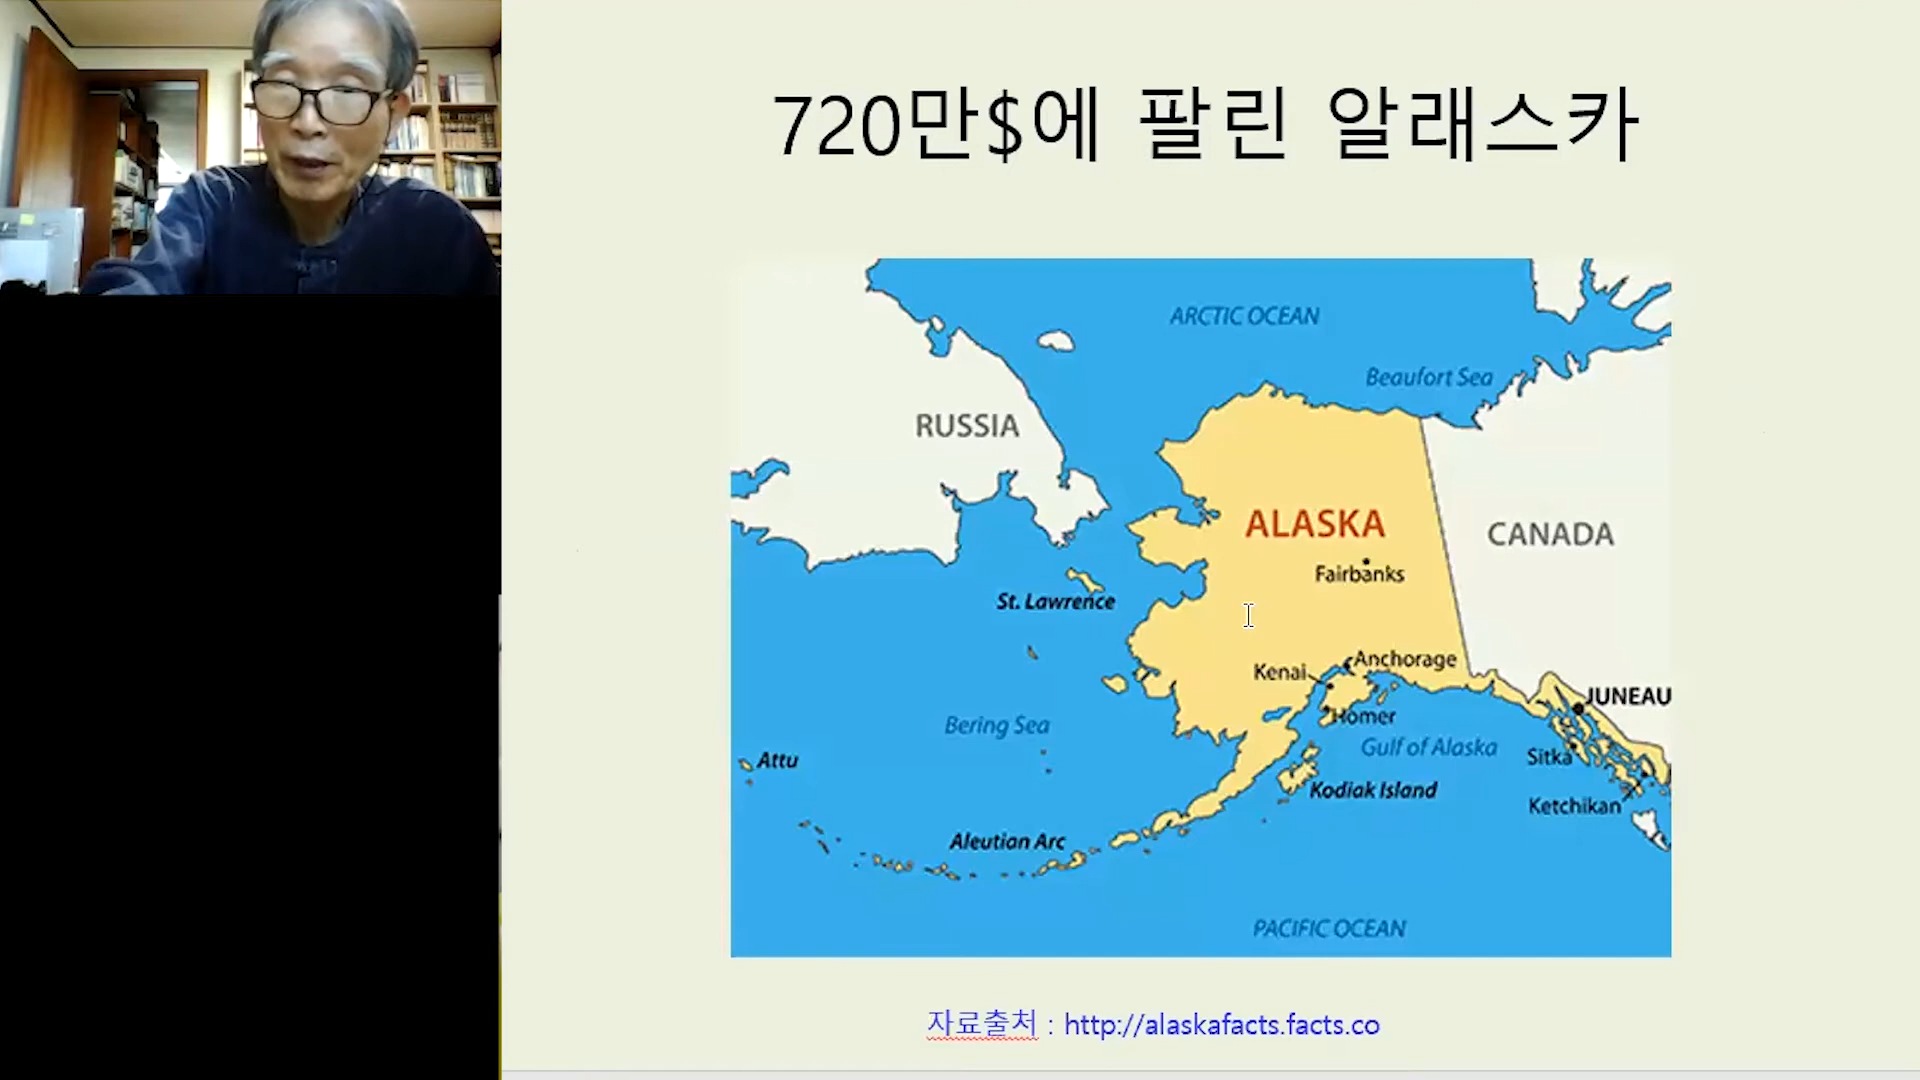 720만$에 팔린 알래스카
ARCTIC OCEAN
Beaufort Sea
RUSSIA
ALASKA
CANADA
Fairbanks
St. Lawrence
Anchorage
Kenai
JUNEAU
Homer
Bering Sea
Gulf of Alaska
Sitka
Attu
Kodiak Island
Ketchikan
Aleutian Arc
PACIFIC OCEAN
자료출처 : http://alaskafacts.facts.co